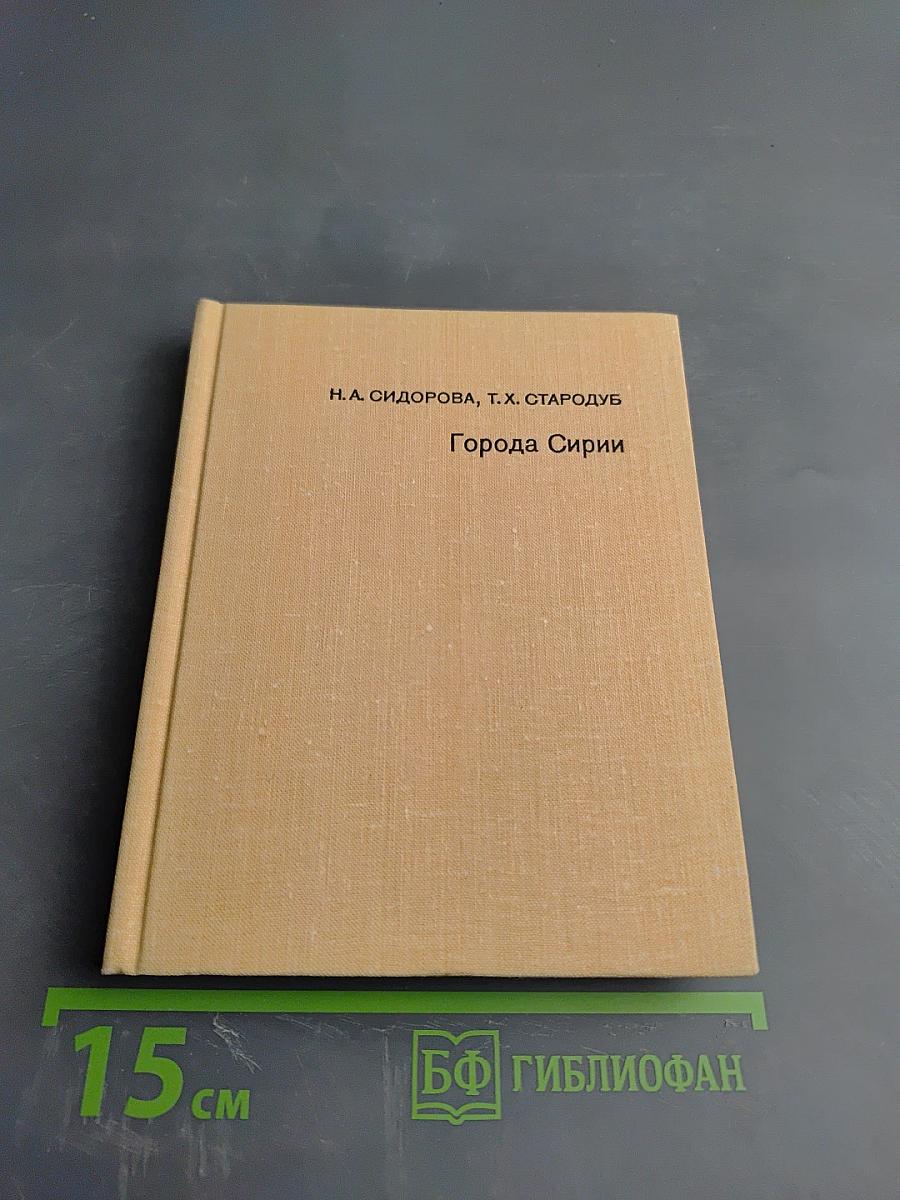 Н. А. СИДОРОВА, Т. Х. СТАРОДУБ
Города Сирии
15 см
БФ ГИБЛИОФАН